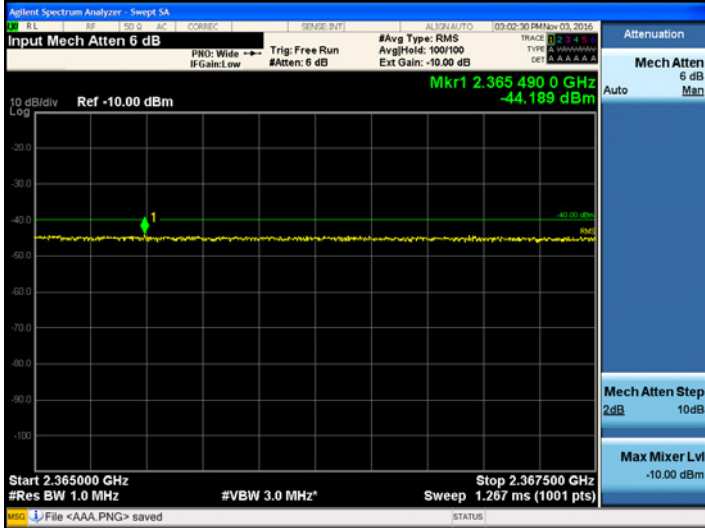 Agilent Spectrum Analyzer - Swept SA
RL RF 50 Ω AC CORREC SENSE:INT ALIGN AUTO 03:02:30 PM Nov 03, 2016
Input Mech Atten 6 dB
PNO: Wide
IFGain:Low
Trig: Free Run
#Atten: 6 dB
#Avg Type: RMS
Avg|Hold: 100/100
Ext Gain: -10.00 dB
TRACE 1 2 3 4 5 6
TYPE A
DET A A A A A A
Mkr1 2.365 490 0 GHz
-44.189 dBm
10 dB/div Ref -10.00 dBm
Log
-20.0
-30.0
-40.0
-50.0
-60.0
-70.0
-80.0
-90.0
-100
1
-40.00 dBm
RMS
Start 2.365000 GHz Stop 2.367500 GHz
#Res BW 1.0 MHz #VBW 3.0 MHz* Sweep 1.267 ms (1001 pts)
MSG File <AAA.PNG> saved STATUS
Attenuation
Mech Atten
6 dB
Auto Man
Mech Atten Step
2dB 10dB
Max Mixer Lvl
-10.00 dBm